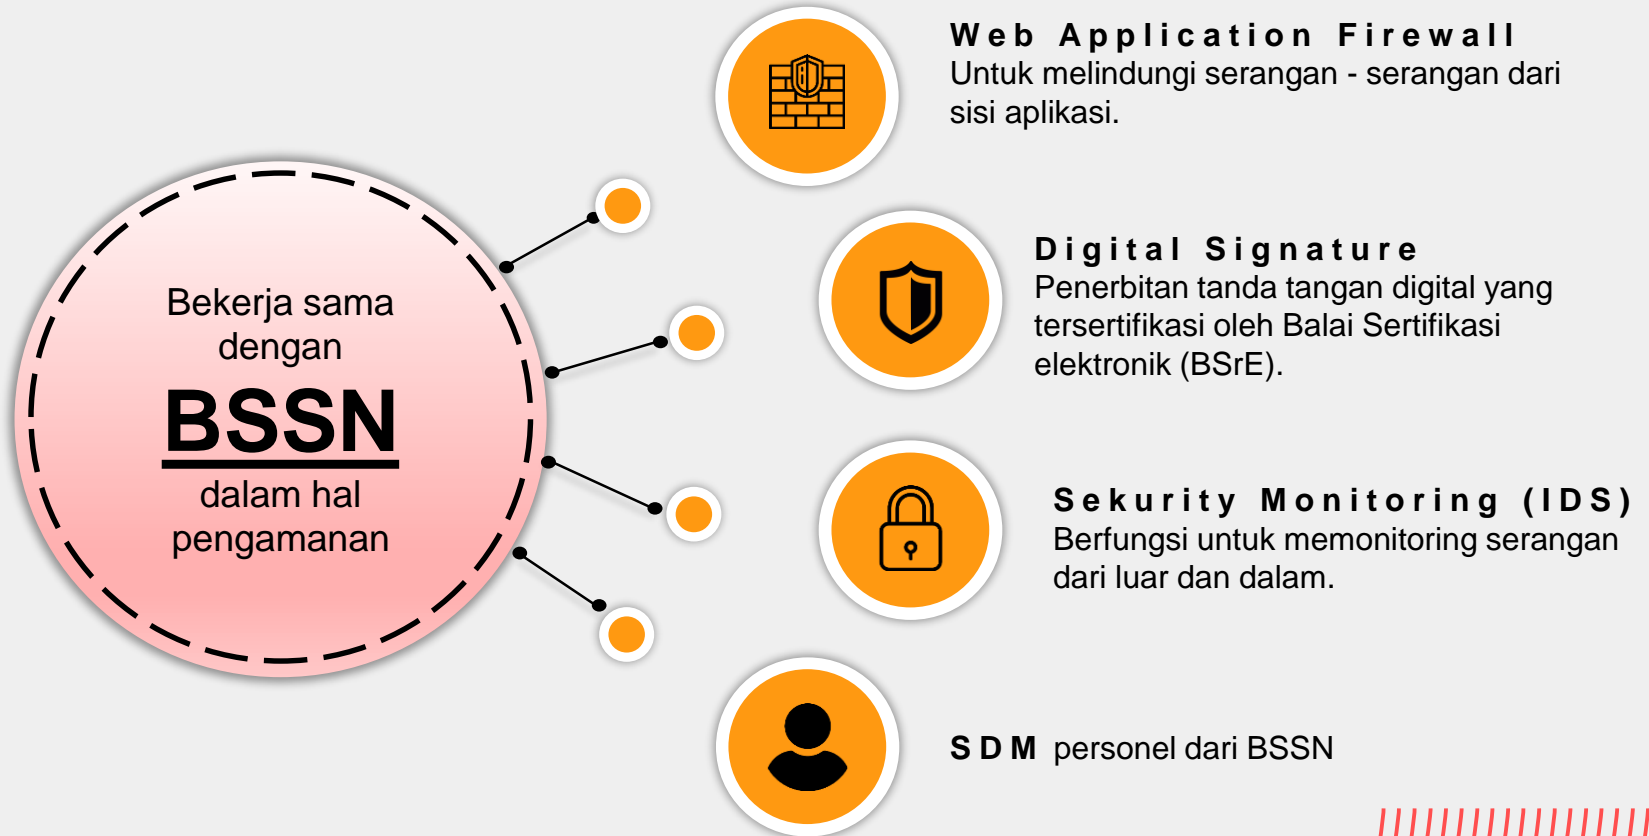 Bekerja sama
dengan
BSSN
dalam hal
pengamanan
Web Application Firewall
Untuk melindungi serangan - serangan dari
sisi aplikasi.
Digital Signature
Penerbitan tanda tangan digital yang
tersertifikasi oleh Balai Sertifikasi
elektronik (BSrE).
Sekurity Monitoring (IDS)
Berfungsi untuk memonitoring serangan
dari luar dan dalam.
SDM personel dari BSSN